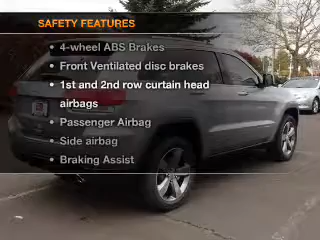 SAFETY FEATURES
• 4-wheel ABS Brakes
• Front Ventilated disc brakes
• 1st and 2nd row curtain head
airbags
• Passenger Airbag
• Side airbag
• Braking Assist